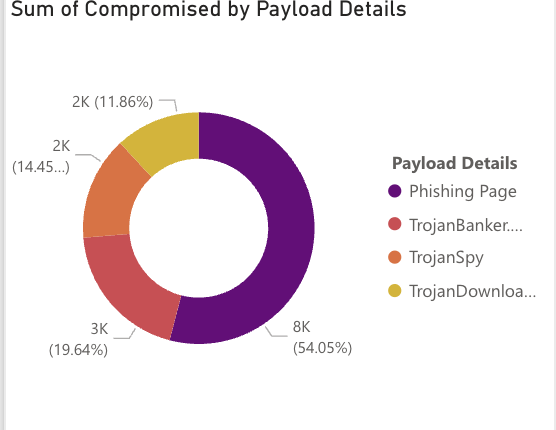 Sum of Compromised by Payload Details
2K (11.86%)
2K
(14.45...)
3K
(19.64%)
8K
(54.05%)
Payload Details
Phishing Page
TrojanBanker....
TrojanSpy
TrojanDownloa...